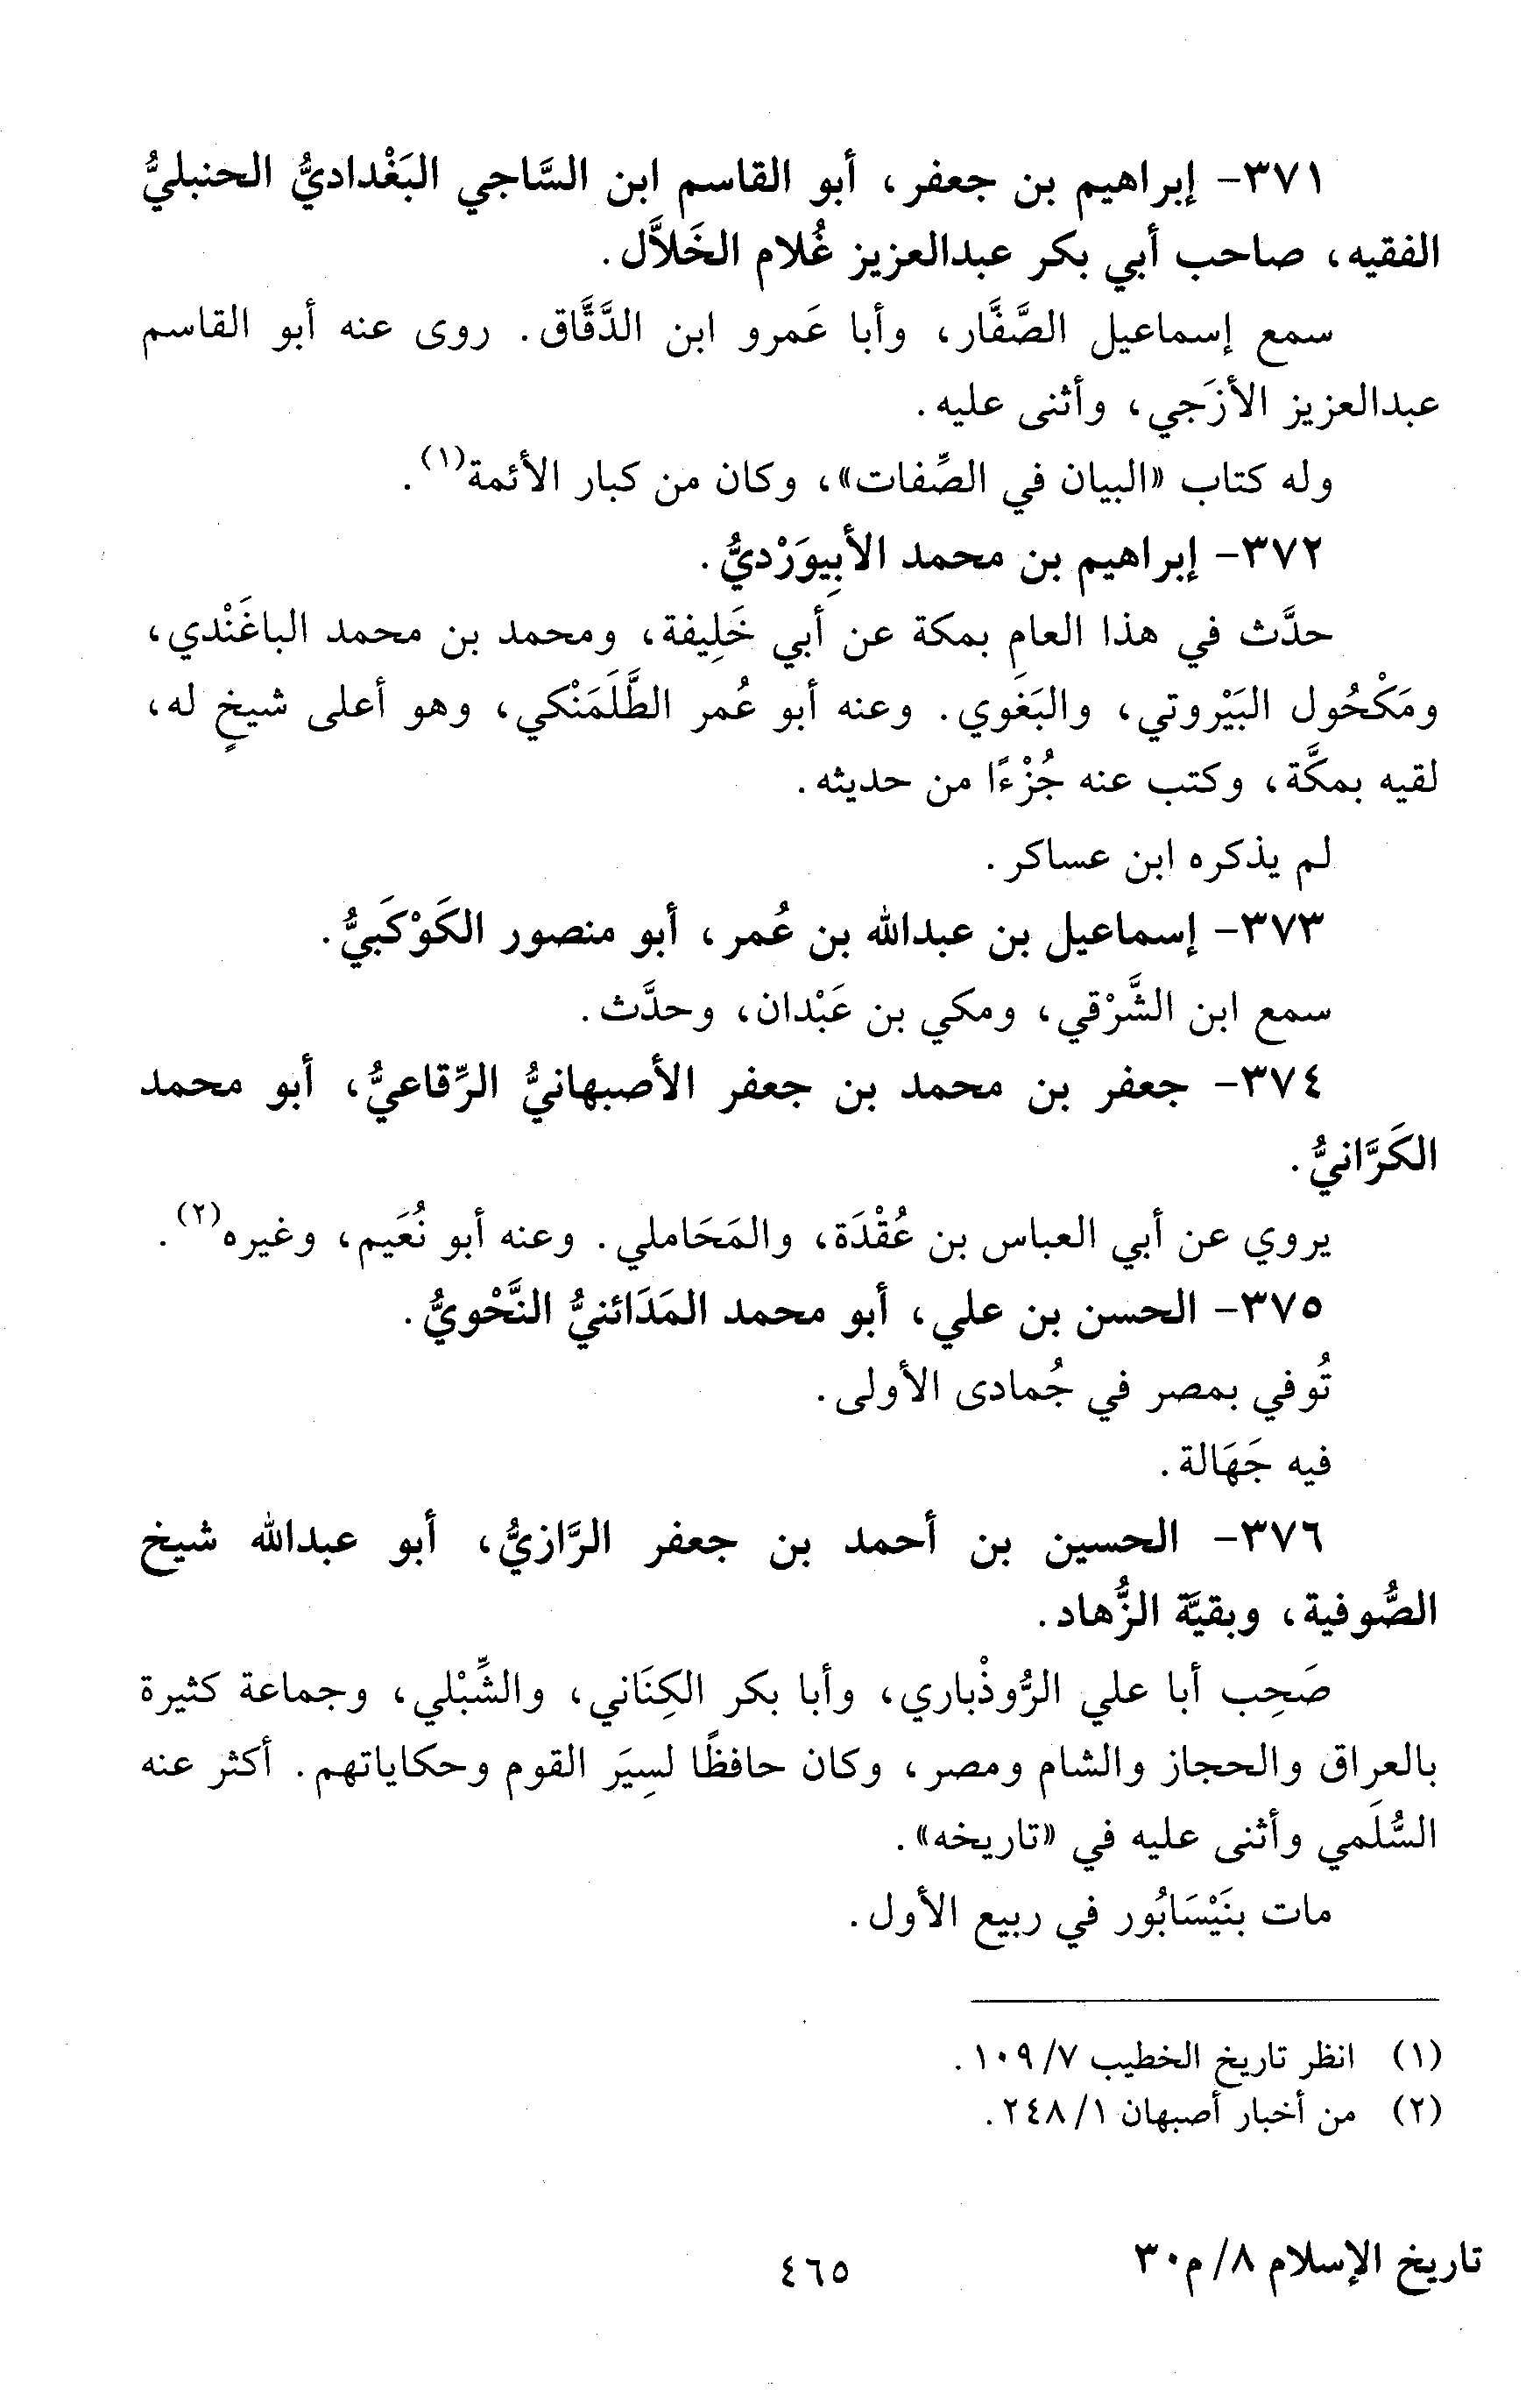 ٣٧١- إبراهيم بن جعفر، أبو القاسم ابن السَّاجي البَغْداديُّ الحنبليُّ
الفقيه، صاحب أبي بكر عبدالعزيز غُلام الخَلاَّل.
سمع إسماعيل الصَّفَّار، وأبا عَمرو ابن الدَّقَّاق. روى عنه أبو القاسم
عبدالعزيز الأزَجي، وأثنى عليه.
وله كتاب «البيان في الصِّفات»، وكان من كبار الأئمة(١).
٣٧٢- إبراهيم بن محمد الأبِيوَرْديُّ.
حدَّث في هذا العام بمكة عن أبي خَلِيفة، ومحمد بن محمد الباغَنْدي،
ومَكْحُول البَيْروتي، والبَغَوي. وعنه أبو عُمر الطَّلَمَنْكي، وهو أعلى شيخٍ له،
لقيه بمكَّة، وكتب عنه جُزْءًا من حديثه.
لم يذكره ابن عساكر.
٣٧٣- إسماعيل بن عبدالله بن عُمر، أبو منصور الكَوْكَبيُّ.
سمع ابن الشَّرْقي، ومكي بن عَبْدان، وحدَّث.
٣٧٤- جعفر بن محمد بن جعفر الأصبهانيُّ الرِّقاعيُّ، أبو محمد
الكَرَّانيُّ.
يروي عن أبي العباس بن عُقْدَة، والمَحَاملي. وعنه أبو نُعَيم، وغيره(٢).
٣٧٥- الحسن بن علي، أبو محمد المَدَائنيُّ النَّحْويُّ.
تُوفي بمصر في جُمادى الأولى.
فيه جَهَالة.
٣٧٦- الحسين بن أحمد بن جعفر الرَّازيُّ، أبو عبدالله شيخ
الصُّوفية، وبقيَّة الزُّهاد.
صَحِب أبا علي الرُّوذْباري، وأبا بكر الكِنَاني، والشِّبْلي، وجماعة كثيرة
بالعراق والحجاز والشام ومصر، وكان حافظًا لسِيَر القوم وحكاياتهم. أكثر عنه
السُّلَمي وأثنى عليه في «تاريخه».
مات بنَيْسَابُور في ربيع الأول.
(١) انظر تاريخ الخطيب ٧/ ١٠٩.
(٢) من أخبار أصبهان ١/ ٢٤٨.
تاريخ الإسلام ٨/ م٣٠
٤٦٥